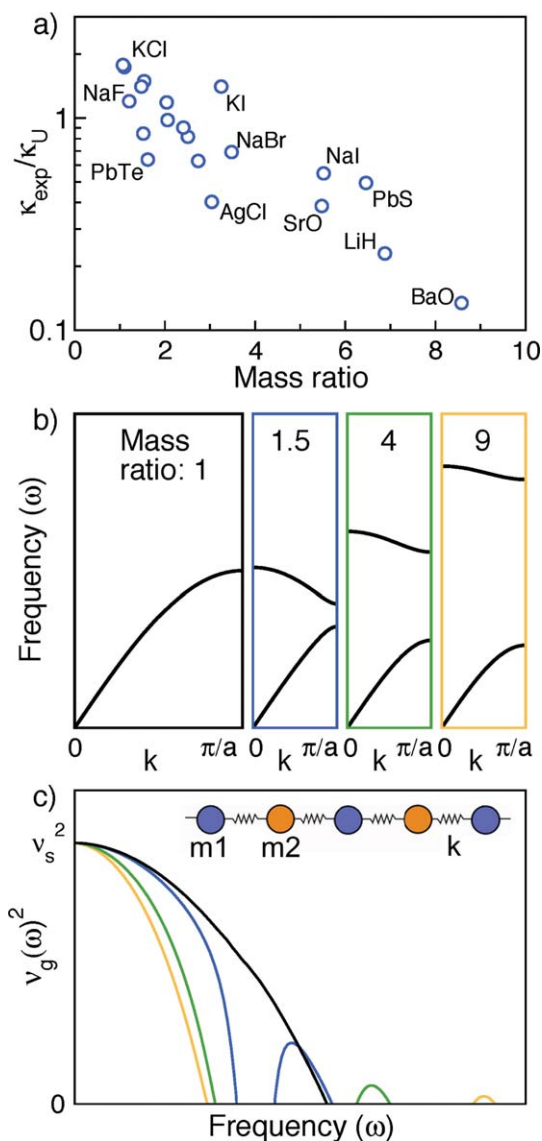 a)
KCl
NaF
KI
1
NaBr
NaI
PbTe
PbS
AgCl
SrO
LiH
BaO
κexp/κU
0.1
0 2 4 6 8 10
Mass ratio
b)
Mass ratio: 1
1.5
4
9
Frequency (ω)
0 k π/a
0 k π/a
0 k π/a
0 k π/a
c)
νs²
m1 m2 k
νg(ω)²
0
Frequency (ω)